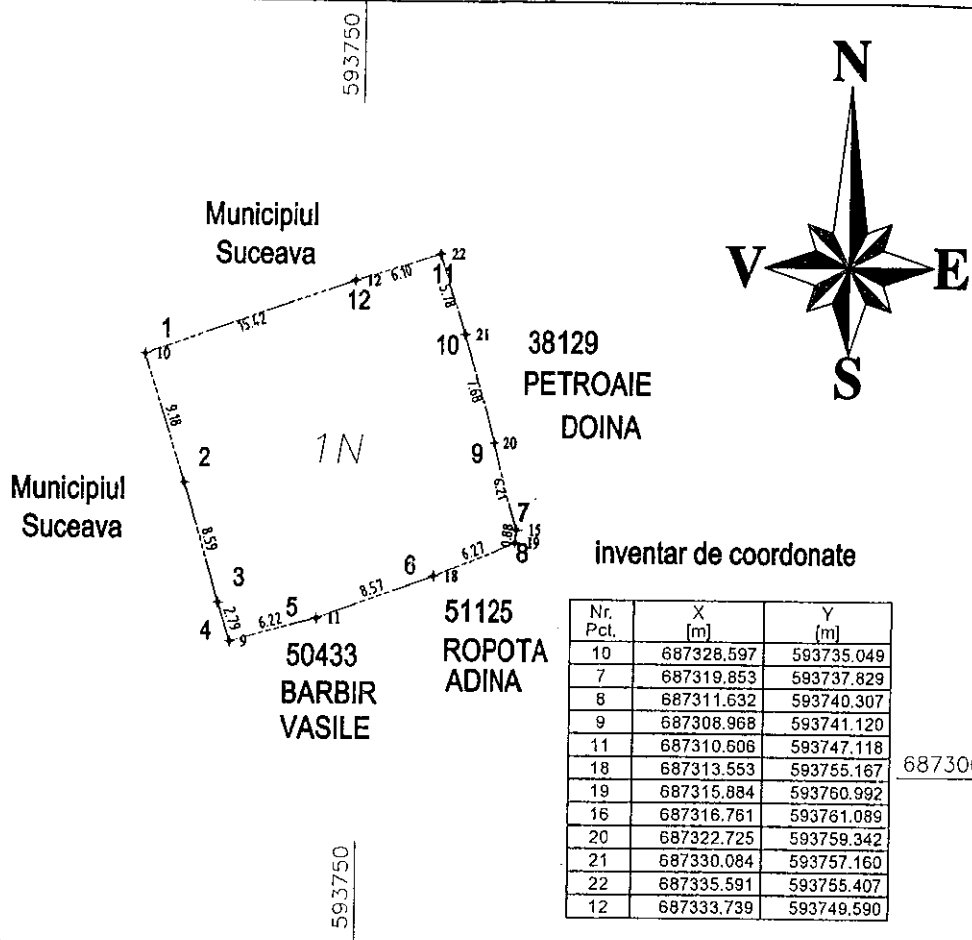 593750
N
V
E
S
Municipiul
Suceava
22
11
6.10
12
12
5.78
1
10
15.42
10
21
38129
PETROAIE
DOINA
9.18
7.68
1N
2
9
20
Municipiul
Suceava
8.59
6.21
7
15
0.88
19
8
inventar de coordonate
6.27
6
18
3
8.57
2.79
6.22
5
11
4
9
51125
ROPOTA
ADINA
50433
BARBIR
VASILE
Nr. Pct. X [m] Y [m]
10 687328.597 593735.049
7 687319.853 593737.829
8 687311.632 593740.307
9 687308.968 593741.120
11 687310.606 593747.118
18 687313.553 593755.167
19 687315.884 593760.992
16 687316.761 593761.089
20 687322.725 593759.342
21 687330.084 593757.160
22 687335.591 593755.407
12 687333.739 593749.590
68730
593750